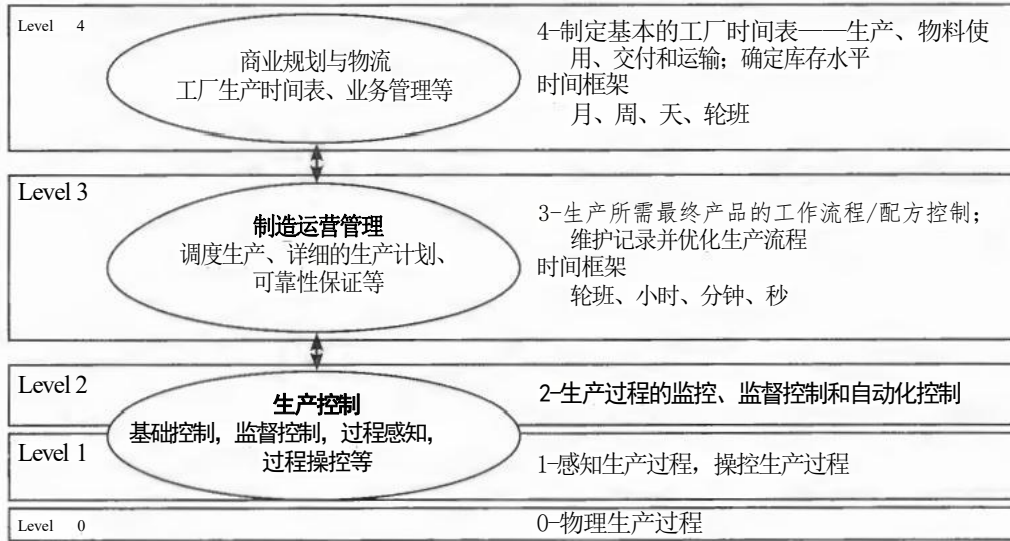 Level 4
商业规划与物流
工厂生产时间表、业务管理等
4-制定基本的工厂时间表——生产、物料使
用、交付和运输；确定库存水平
时间框架
月、周、天、轮班
Level 3
制造运营管理
调度生产、详细的生产计划、
可靠性保证等
3-生产所需最终产品的工作流程/配方控制；
维护记录并优化生产流程
时间框架
轮班、小时、分钟、秒
Level 2
生产控制
基础控制，监督控制，过程感知，
过程操控等
2-生产过程的监控、监督控制和自动化控制
Level 1
1-感知生产过程，操控生产过程
Level 0
0-物理生产过程